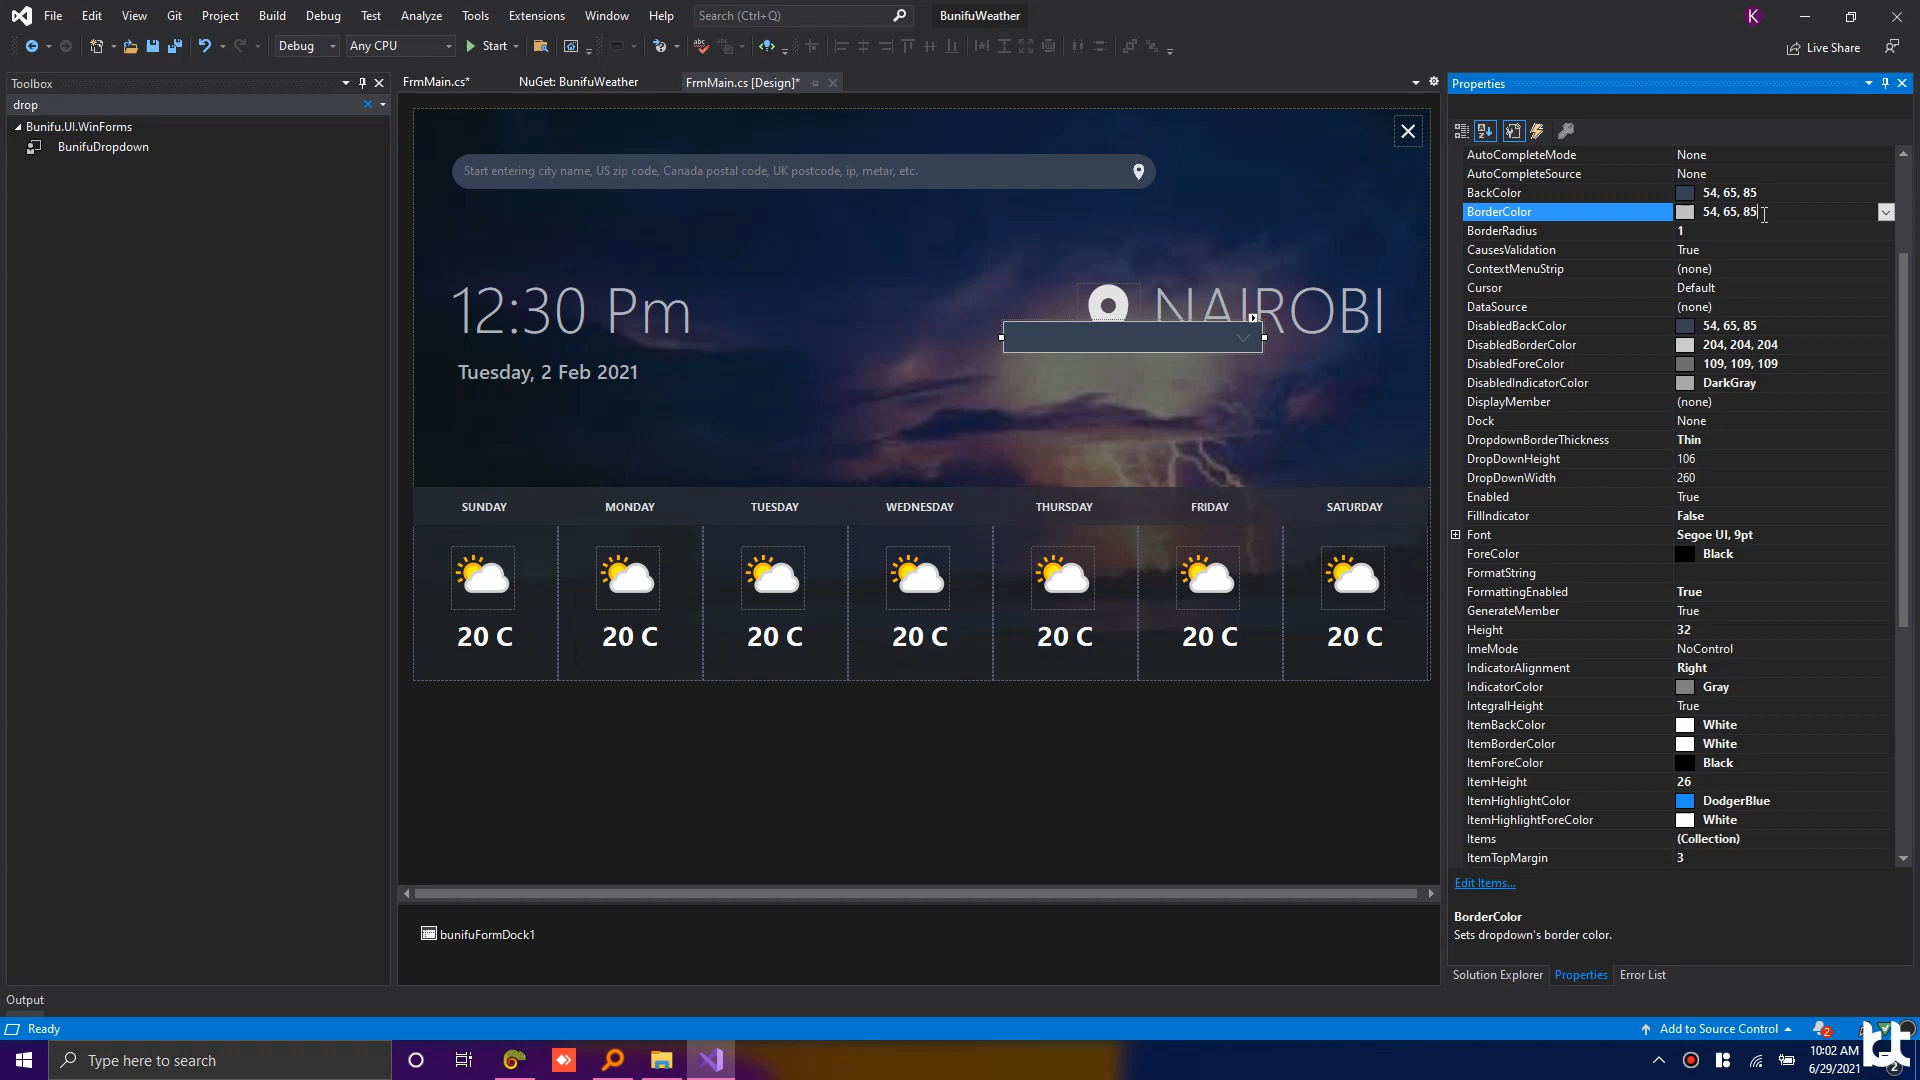 File Edit View Git Project Build Debug Test Analyze Tools Extensions Window Help Search (Ctrl+Q) BunifuWeather K
Debug Any CPU Start Live Share
Toolbox
drop
Bunifu.UI.WinForms
BunifuDropdown
FrmMain.cs* NuGet: BunifuWeather FrmMain.cs [Design]*
Start entering city name, US zip code, Canada postal code, UK postcode, ip, metar, etc.
12:30 Pm
NAIROBI
Tuesday, 2 Feb 2021
SUNDAY MONDAY TUESDAY WEDNESDAY THURSDAY FRIDAY SATURDAY
20 C 20 C 20 C 20 C 20 C 20 C 20 C
bunifuFormDock1
Properties
AutoCompleteMode None
AutoCompleteSource None
BackColor 54, 65, 85
BorderColor 54, 65, 85
BorderRadius 1
CausesValidation True
ContextMenuStrip (none)
Cursor Default
DataSource (none)
DisabledBackColor 54, 65, 85
DisabledBorderColor 204, 204, 204
DisabledForeColor 109, 109, 109
DisabledIndicatorColor DarkGray
DisplayMember (none)
Dock None
DropdownBorderThickness Thin
DropDownHeight 106
DropDownWidth 260
Enabled True
FillIndicator False
Font Segoe UI, 9pt
ForeColor Black
FormatString
FormattingEnabled True
GenerateMember True
Height 32
ImeMode NoControl
IndicatorAlignment Right
IndicatorColor Gray
IntegralHeight True
ItemBackColor White
ItemBorderColor White
ItemForeColor Black
ItemHeight 26
ItemHighlightColor DodgerBlue
ItemHighlightForeColor White
Items (Collection)
ItemTopMargin 3
Edit Items...
BorderColor
Sets dropdown's border color.
Solution Explorer Properties Error List
Output
Ready Add to Source Control 2
Type here to search
10:02 AM
6/29/2021 2